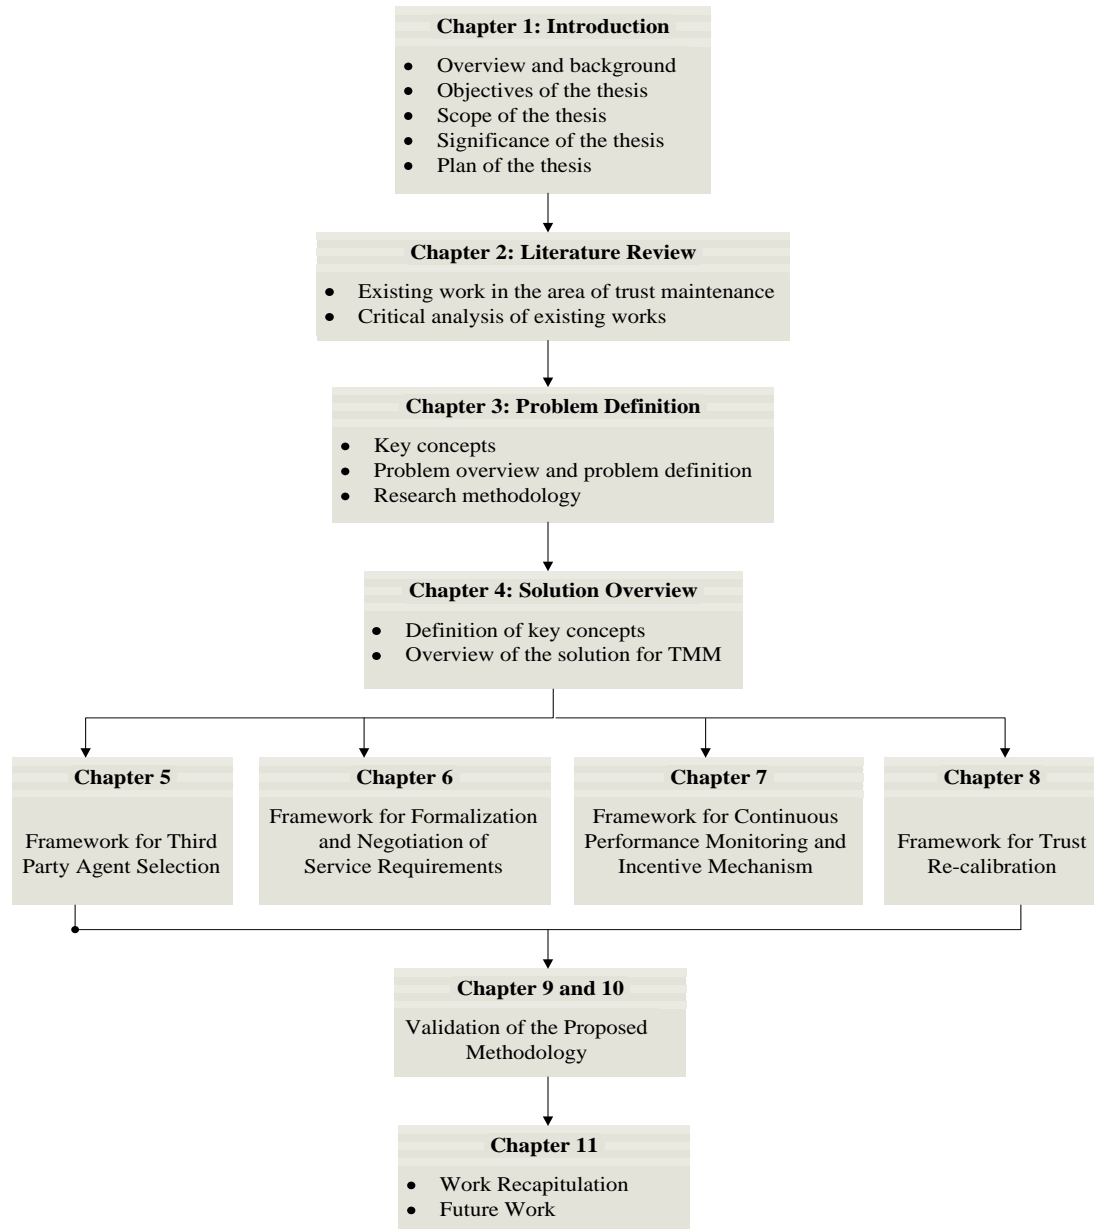 Chapter 1: Introduction
• Overview and background
• Objectives of the thesis
• Scope of the thesis
• Significance of the thesis
• Plan of the thesis
Chapter 2: Literature Review
• Existing work in the area of trust maintenance
• Critical analysis of existing works
Chapter 3: Problem Definition
• Key concepts
• Problem overview and problem definition
• Research methodology
Chapter 4: Solution Overview
• Definition of key concepts
• Overview of the solution for TMM
Chapter 5
Framework for Third
Party Agent Selection
Chapter 6
Framework for Formalization
and Negotiation of
Service Requirements
Chapter 7
Framework for Continuous
Performance Monitoring and
Incentive Mechanism
Chapter 8
Framework for Trust
Re-calibration
Chapter 9 and 10
Validation of the Proposed
Methodology
Chapter 11
• Work Recapitulation
• Future Work